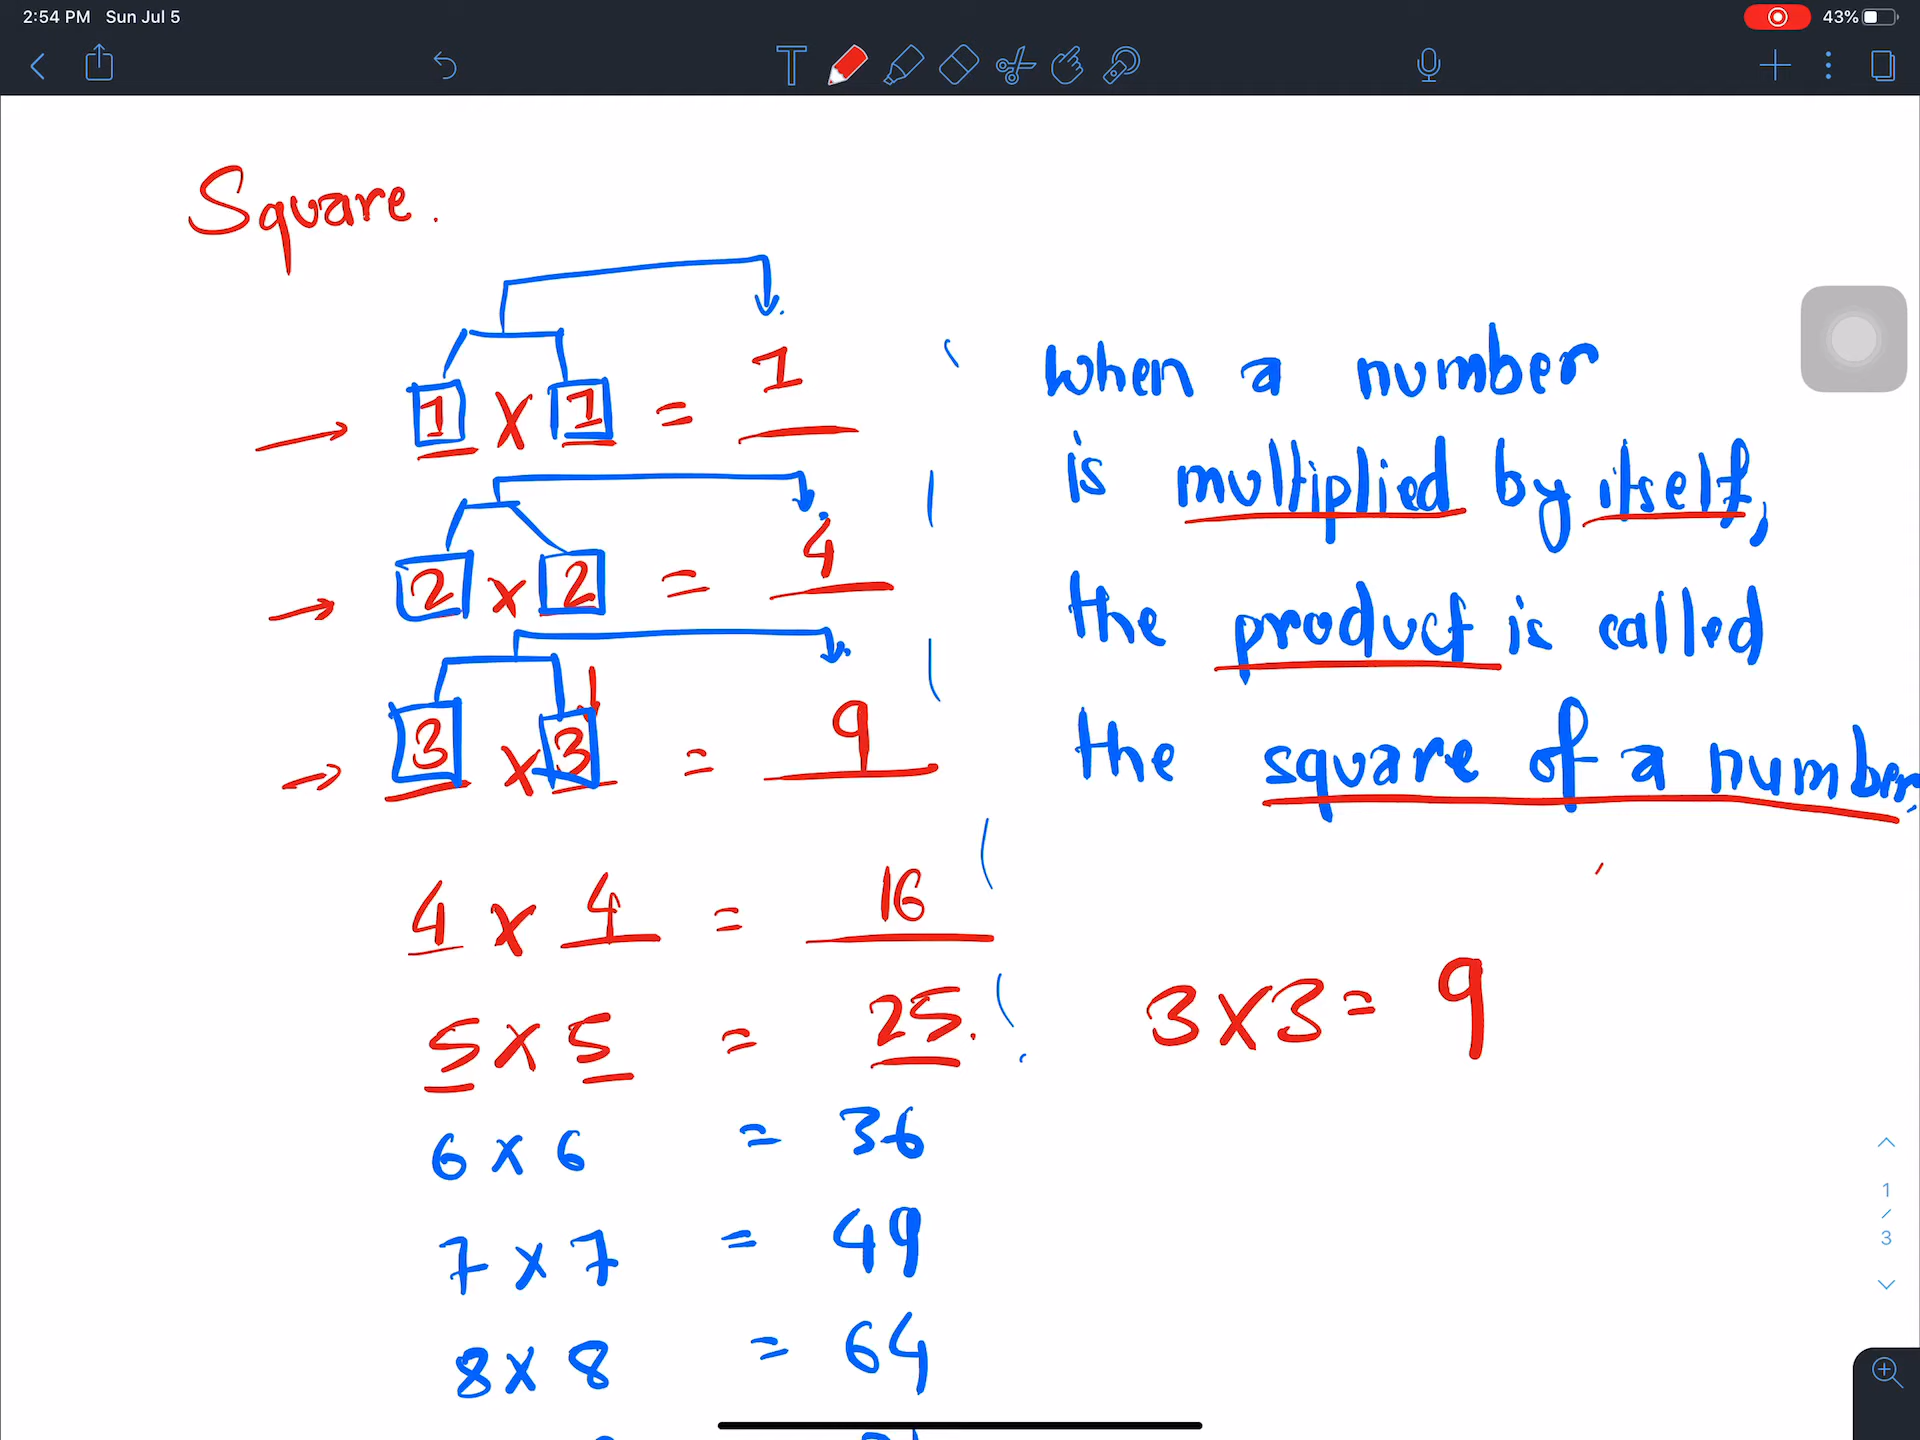 2:54 PM Sun Jul 5
43%
Square.
1 x 1 = 1
2 x 2 = 4
3 x 3 = 9
4 x 4 = 16
5 x 5 = 25.
6 x 6 = 36
7 x 7 = 49
8 x 8 = 64
when a number
is multiplied by itself,
the product is called
the square of a number.
3 x 3 = 9
1
/
3